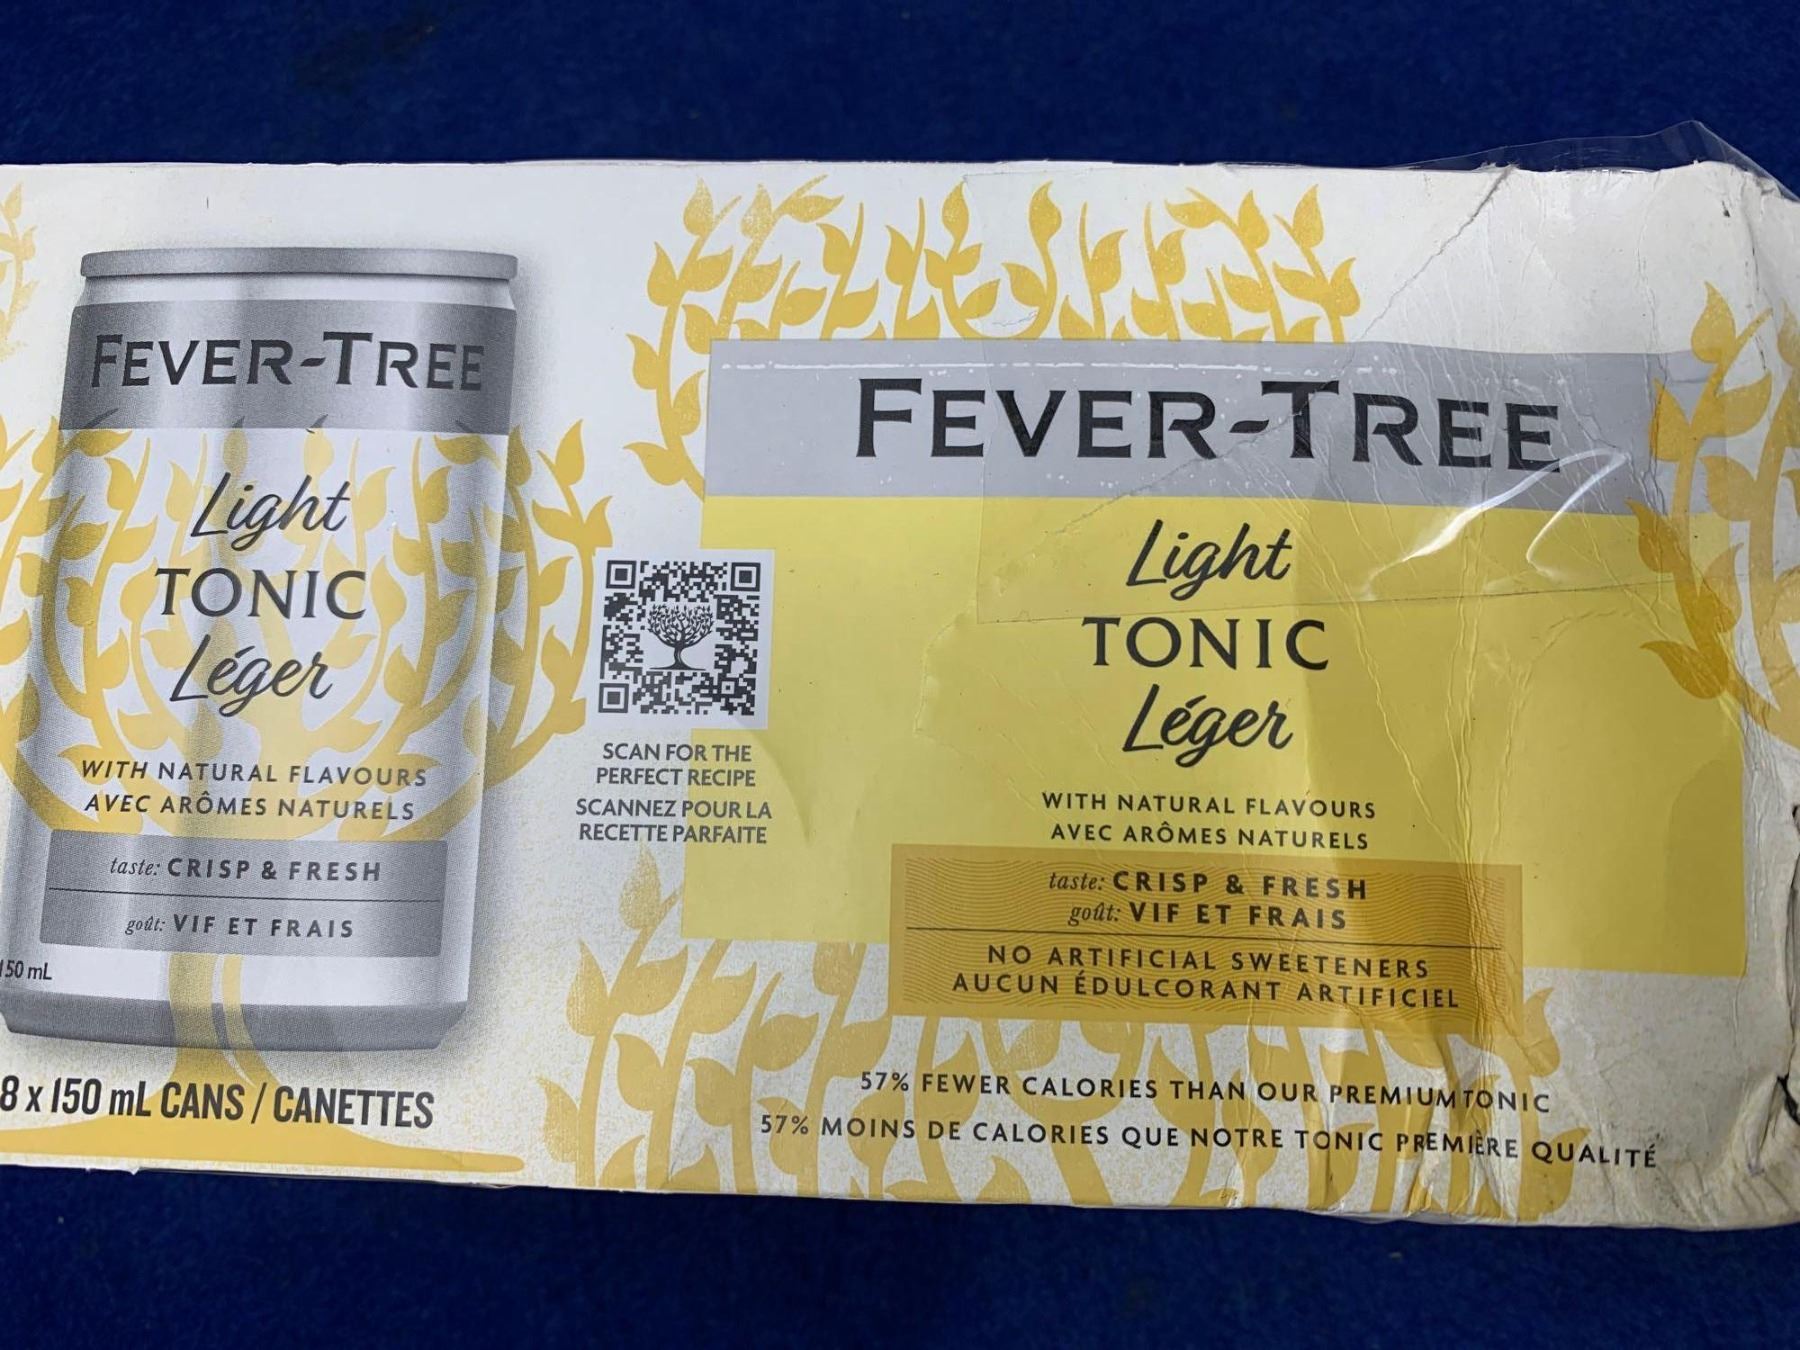 FEVER-TREE
Light
TONIC
Léger
WITH NATURAL FLAVOURS
AVEC ARÔMES NATURELS
taste: CRISP & FRESH
goût: VIF ET FRAIS
150 mL
8 x 150 mL CANS / CANETTES
SCAN FOR THE
PERFECT RECIPE
SCANNEZ POUR LA
RECETTE PARFAITE
FEVER-TREE
Light
TONIC
Léger
WITH NATURAL FLAVOURS
AVEC ARÔMES NATURELS
taste: CRISP & FRESH
goût: VIF ET FRAIS
NO ARTIFICIAL SWEETENERS
AUCUN ÉDULCORANT ARTIFICIEL
57% FEWER CALORIES THAN OUR PREMIUM TONIC
57% MOINS DE CALORIES QUE NOTRE TONIC PREMIÈRE QUALITÉ